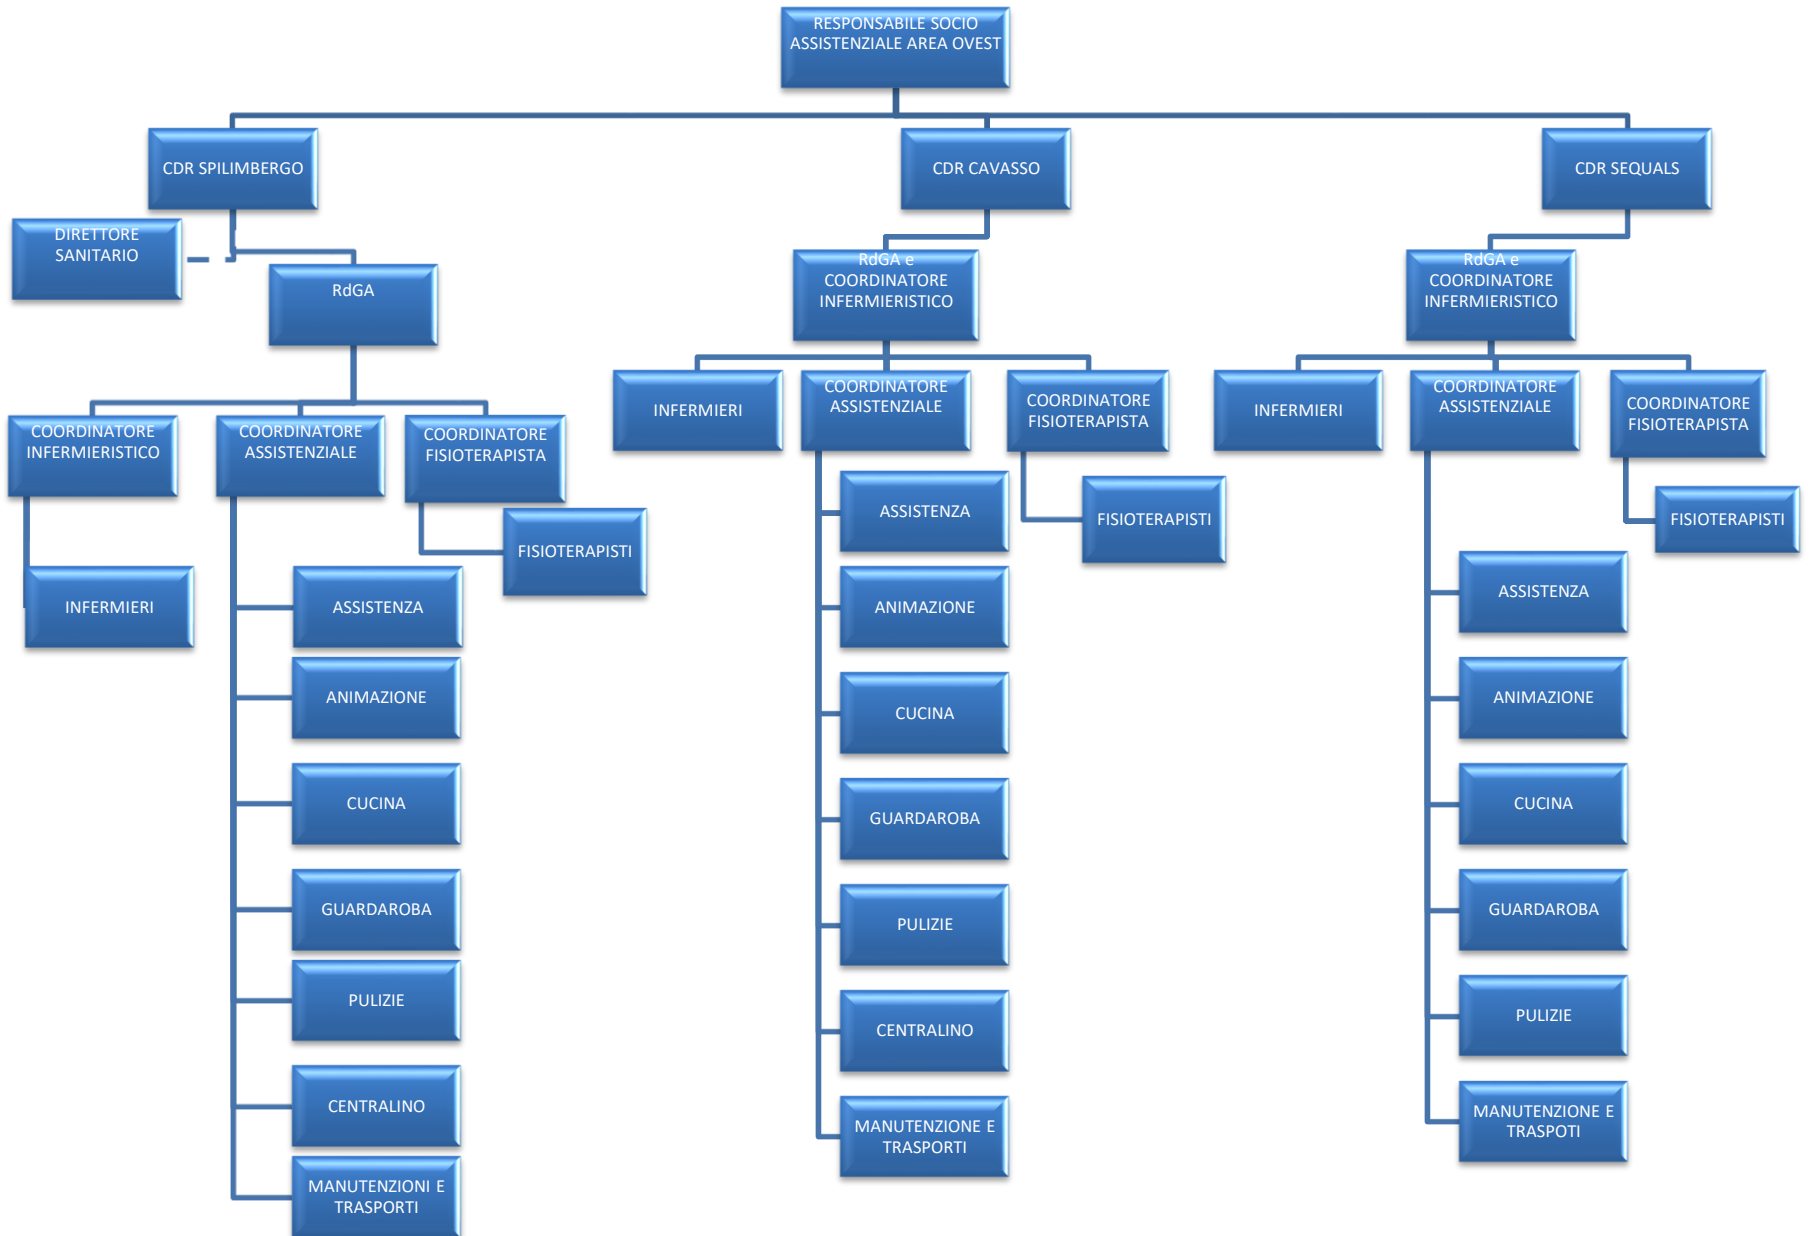 RESPONSABILE SOCIO
ASSISTENZIALE AREA OVEST
CDR SPILIMBERGO
CDR CAVASSO
CDR SEQUALS
DIRETTORE
SANITARIO
RdGA
RdGA e
COORDINATORE
INFERMIERISTICO
RdGA e
COORDINATORE
INFERMIERISTICO
COORDINATORE
INFERMIERISTICO
COORDINATORE
ASSISTENZIALE
COORDINATORE
FISIOTERAPISTA
FISIOTERAPISTI
INFERMIERI
ASSISTENZA
ANIMAZIONE
CUCINA
GUARDAROBA
PULIZIE
CENTRALINO
MANUTENZIONI E
TRASPORTI
INFERMIERI
COORDINATORE
ASSISTENZIALE
COORDINATORE
FISIOTERAPISTA
ASSISTENZA
FISIOTERAPISTI
ANIMAZIONE
CUCINA
GUARDAROBA
PULIZIE
CENTRALINO
MANUTENZIONE E
TRASPORTI
INFERMIERI
COORDINATORE
ASSISTENZIALE
COORDINATORE
FISIOTERAPISTA
FISIOTERAPISTI
ASSISTENZA
ANIMAZIONE
CUCINA
GUARDAROBA
PULIZIE
MANUTENZIONE E
TRASPOTI